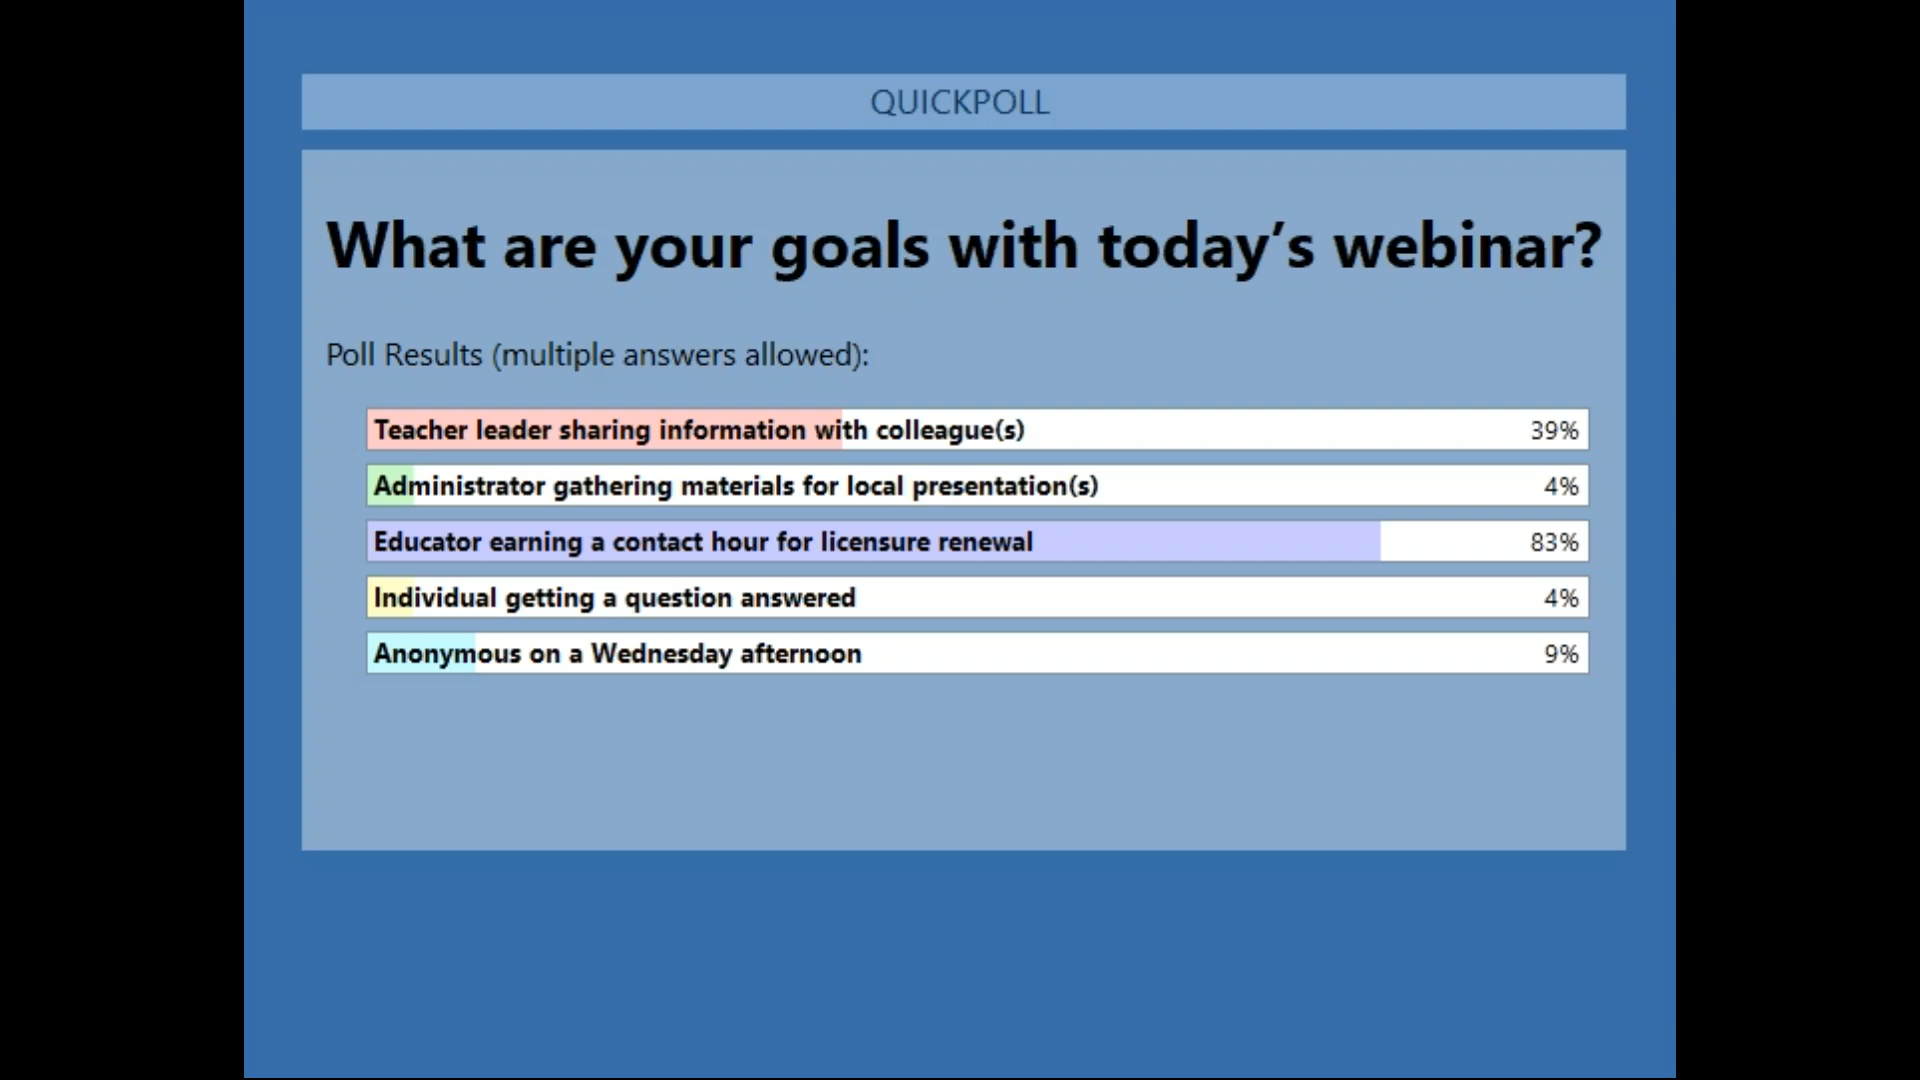 QUICKPOLL
What are your goals with today’s webinar?
Poll Results (multiple answers allowed):
Teacher leader sharing information with colleague(s) 39%
Administrator gathering materials for local presentation(s) 4%
Educator earning a contact hour for licensure renewal 83%
Individual getting a question answered 4%
Anonymous on a Wednesday afternoon 9%